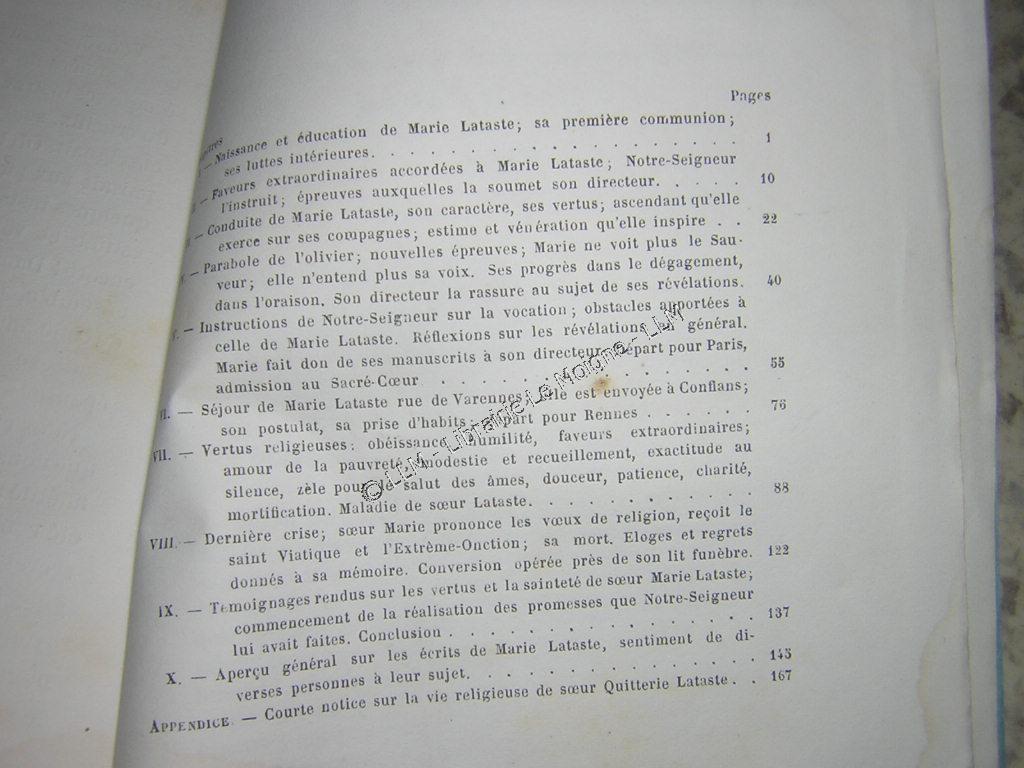 Pages
— Naissance et éducation de Marie Lataste; sa première communion;
ses luttes intérieures. . . . . . . . . . . . . . . . . . . 1
— Faveurs extraordinaires accordées à Marie Lataste; Notre-Seigneur
l'instruit; épreuves auxquelles la soumet son directeur. . . . . 10
— Conduite de Marie Lataste, son caractère, ses vertus; ascendant qu'elle
exerce sur ses compagnes; estime et vénération qu'elle inspire . . 22
— Parabole de l'olivier; nouvelles épreuves; Marie ne voit plus le Sau-
veur; elle n'entend plus sa voix. Ses progrès dans le dégagement,
dans l'oraison. Son directeur la rassure au sujet de ses révélations. 40
V. — Instructions de Notre-Seigneur sur la vocation; obstacles apportées à
celle de Marie Lataste. Réflexions sur les révélations en général.
Marie fait don de ses manuscrits à son directeur, départ pour Paris,
admission au Sacré-Cœur . . . . . . . . . . . . . . . . 55
VI. — Séjour de Marie Lataste rue de Varennes; elle est envoyée à Conflans;
son postulat, sa prise d'habits; départ pour Rennes . . . . . . 76
VII. — Vertus religieuses: obéissance, humilité, faveurs extraordinaires;
amour de la pauvreté, modestie et recueillement, exactitude au
silence, zèle pour le salut des âmes, douceur, patience, charité,
mortification. Maladie de sœur Lataste. . . . . . . . . . . 88
VIII. — Dernière crise; sœur Marie prononce les vœux de religion, reçoit le
saint Viatique et l'Extrême-Onction; sa mort. Eloges et regrets
donnés à sa mémoire. Conversion opérée près de son lit funèbre. 122
IX. — Témoignages rendus sur les vertus et la sainteté de sœur Marie Lataste;
commencement de la réalisation des promesses que Notre-Seigneur
lui avait faites. Conclusion . . . . . . . . . . . . . . . 137
X. — Aperçu général sur les écrits de Marie Lataste, sentiment de di-
verses personnes à leur sujet. . . . . . . . . . . . . . 145
APPENDICE. — Courte notice sur la vie religieuse de sœur Quitterie Lataste. . 167
© LLM - Librairie Le Moigne - LLM